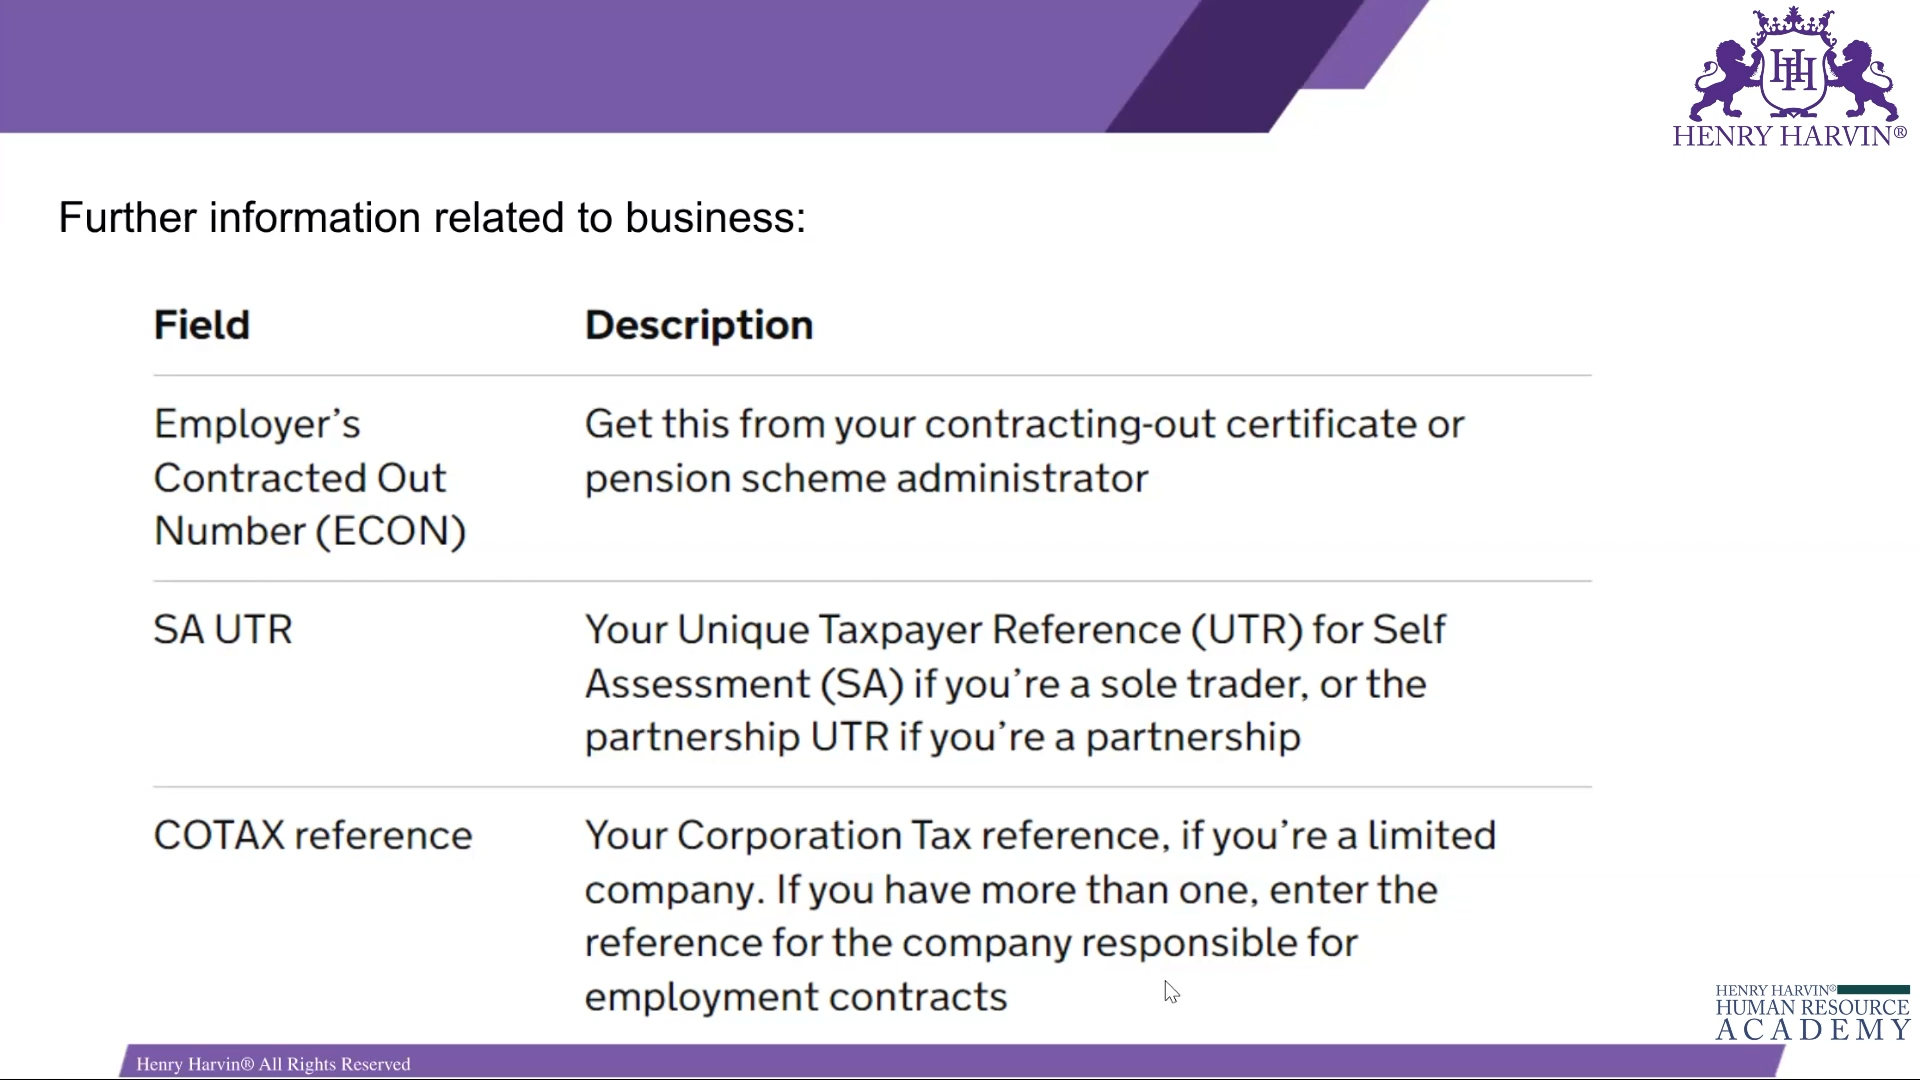 HH
HENRY HARVIN®
Further information related to business:
Field Description
Employer’s Get this from your contracting-out certificate or
Contracted Out pension scheme administrator
Number (ECON)
SA UTR Your Unique Taxpayer Reference (UTR) for Self
Assessment (SA) if you’re a sole trader, or the
partnership UTR if you’re a partnership
COTAX reference Your Corporation Tax reference, if you’re a limited
company. If you have more than one, enter the
reference for the company responsible for
employment contracts
HENRY HARVIN®
HUMAN RESOURCE
ACADEMY
Henry Harvin® All Rights Reserved